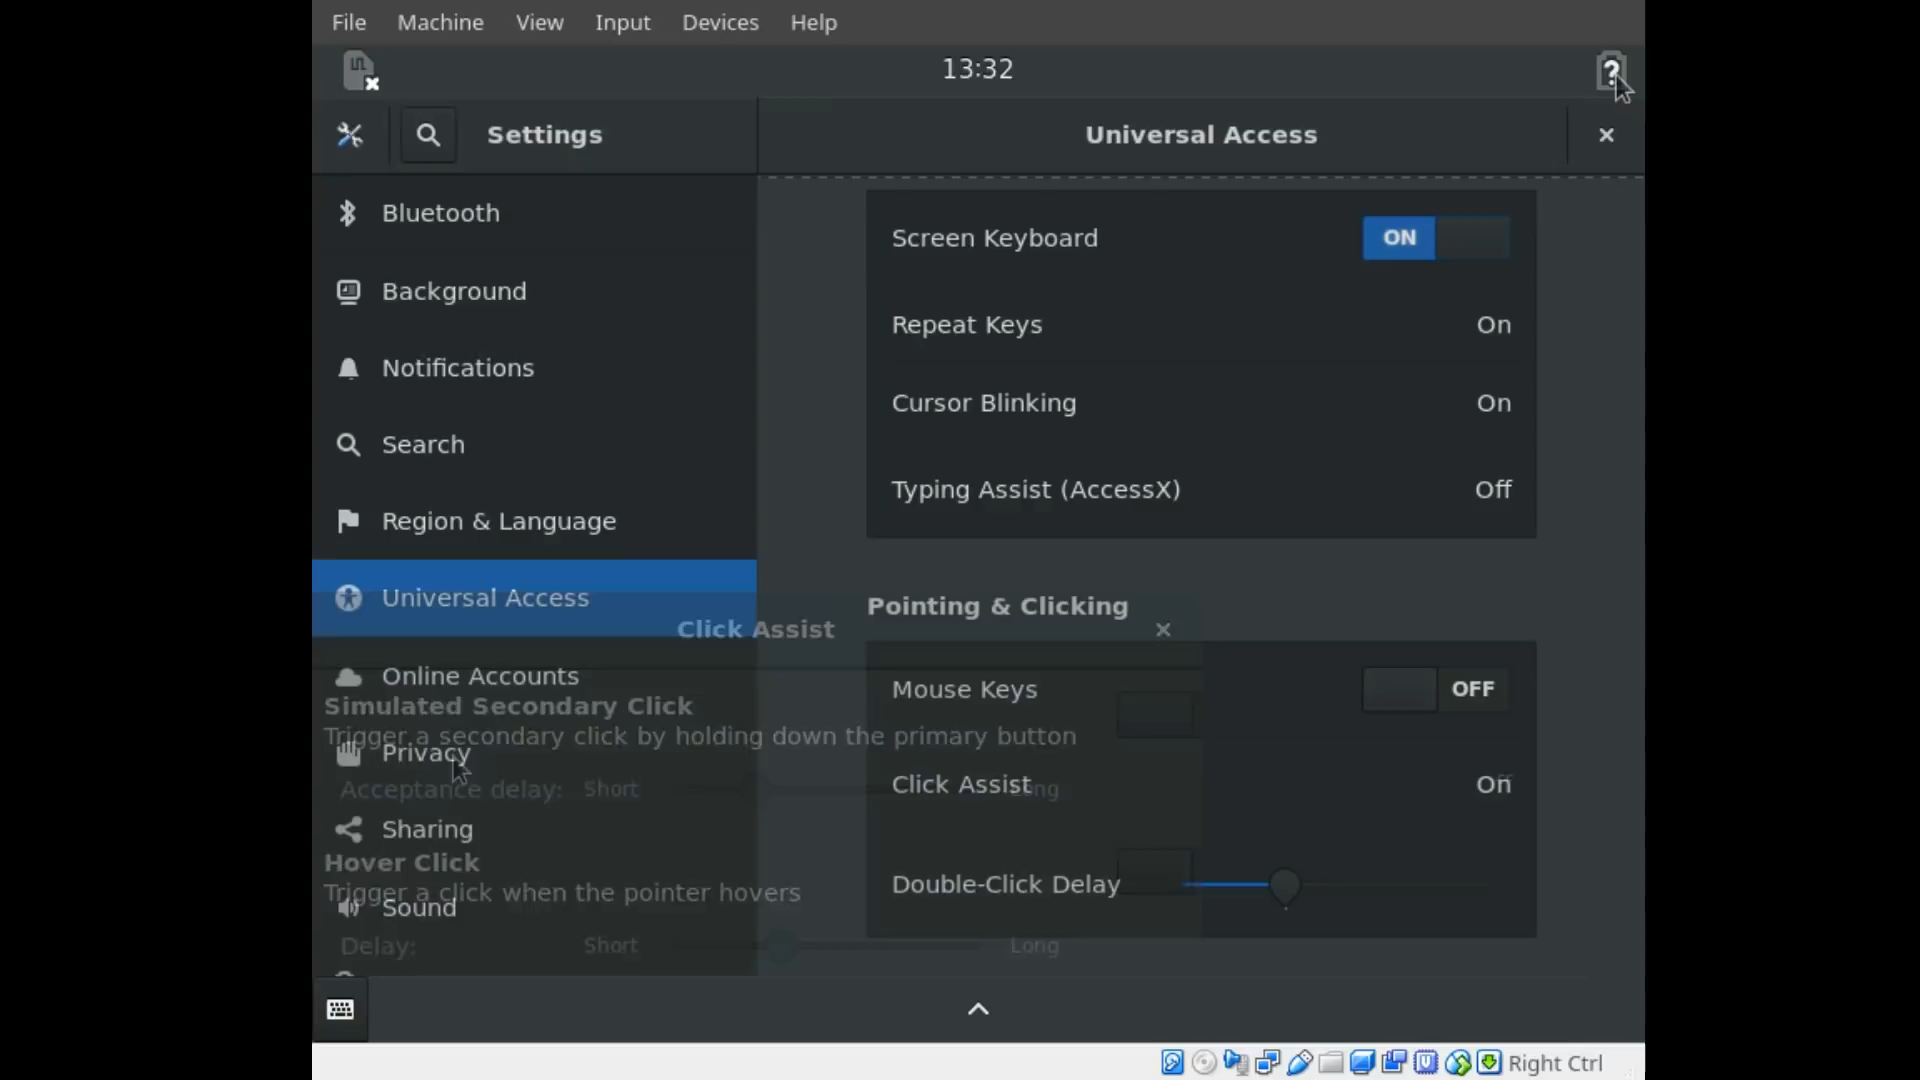 File Machine View Input Devices Help
13:32
Settings
Universal Access
Bluetooth
Background
Notifications
Search
Region & Language
Universal Access
Online Accounts
Privacy
Sharing
Sound
Screen Keyboard ON
Repeat Keys On
Cursor Blinking On
Typing Assist (AccessX) Off
Pointing & Clicking
Mouse Keys OFF
Click Assist On
Double-Click Delay
Click Assist
Simulated Secondary Click
Trigger a secondary click by holding down the primary button
Acceptance delay: Short Long
Hover Click
Trigger a click when the pointer hovers
Delay: Short Long
Right Ctrl